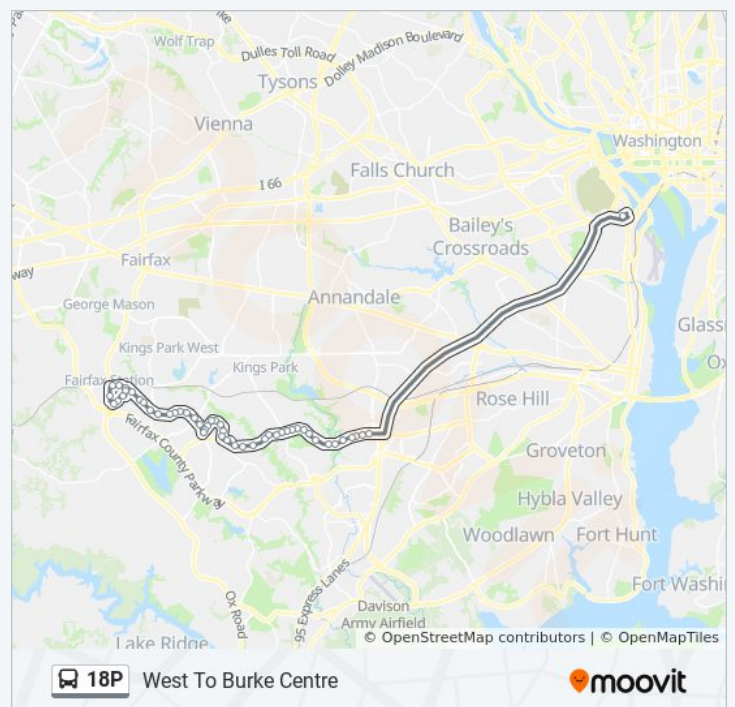 Wolf Trap
Dulles Toll Road
Dolley Madison Boulevard
Tysons
Vienna
Washington
I 66
Falls Church
Bailey's
Crossroads
way
Fairfax
George Mason
Annandale
Glass
Kings Park West
Kings Park
Fairfax Station
Rose Hill
Fairfax County Parkway
Groveton
Hybla Valley
Woodlawn
Fort Hunt
95 Express Lanes
Fort Washi
Ox Road
Davison
Army Airfield
Lake Ridge
© OpenStreetMap contributors | © OpenMapTiles
18P West To Burke Centre
moovit